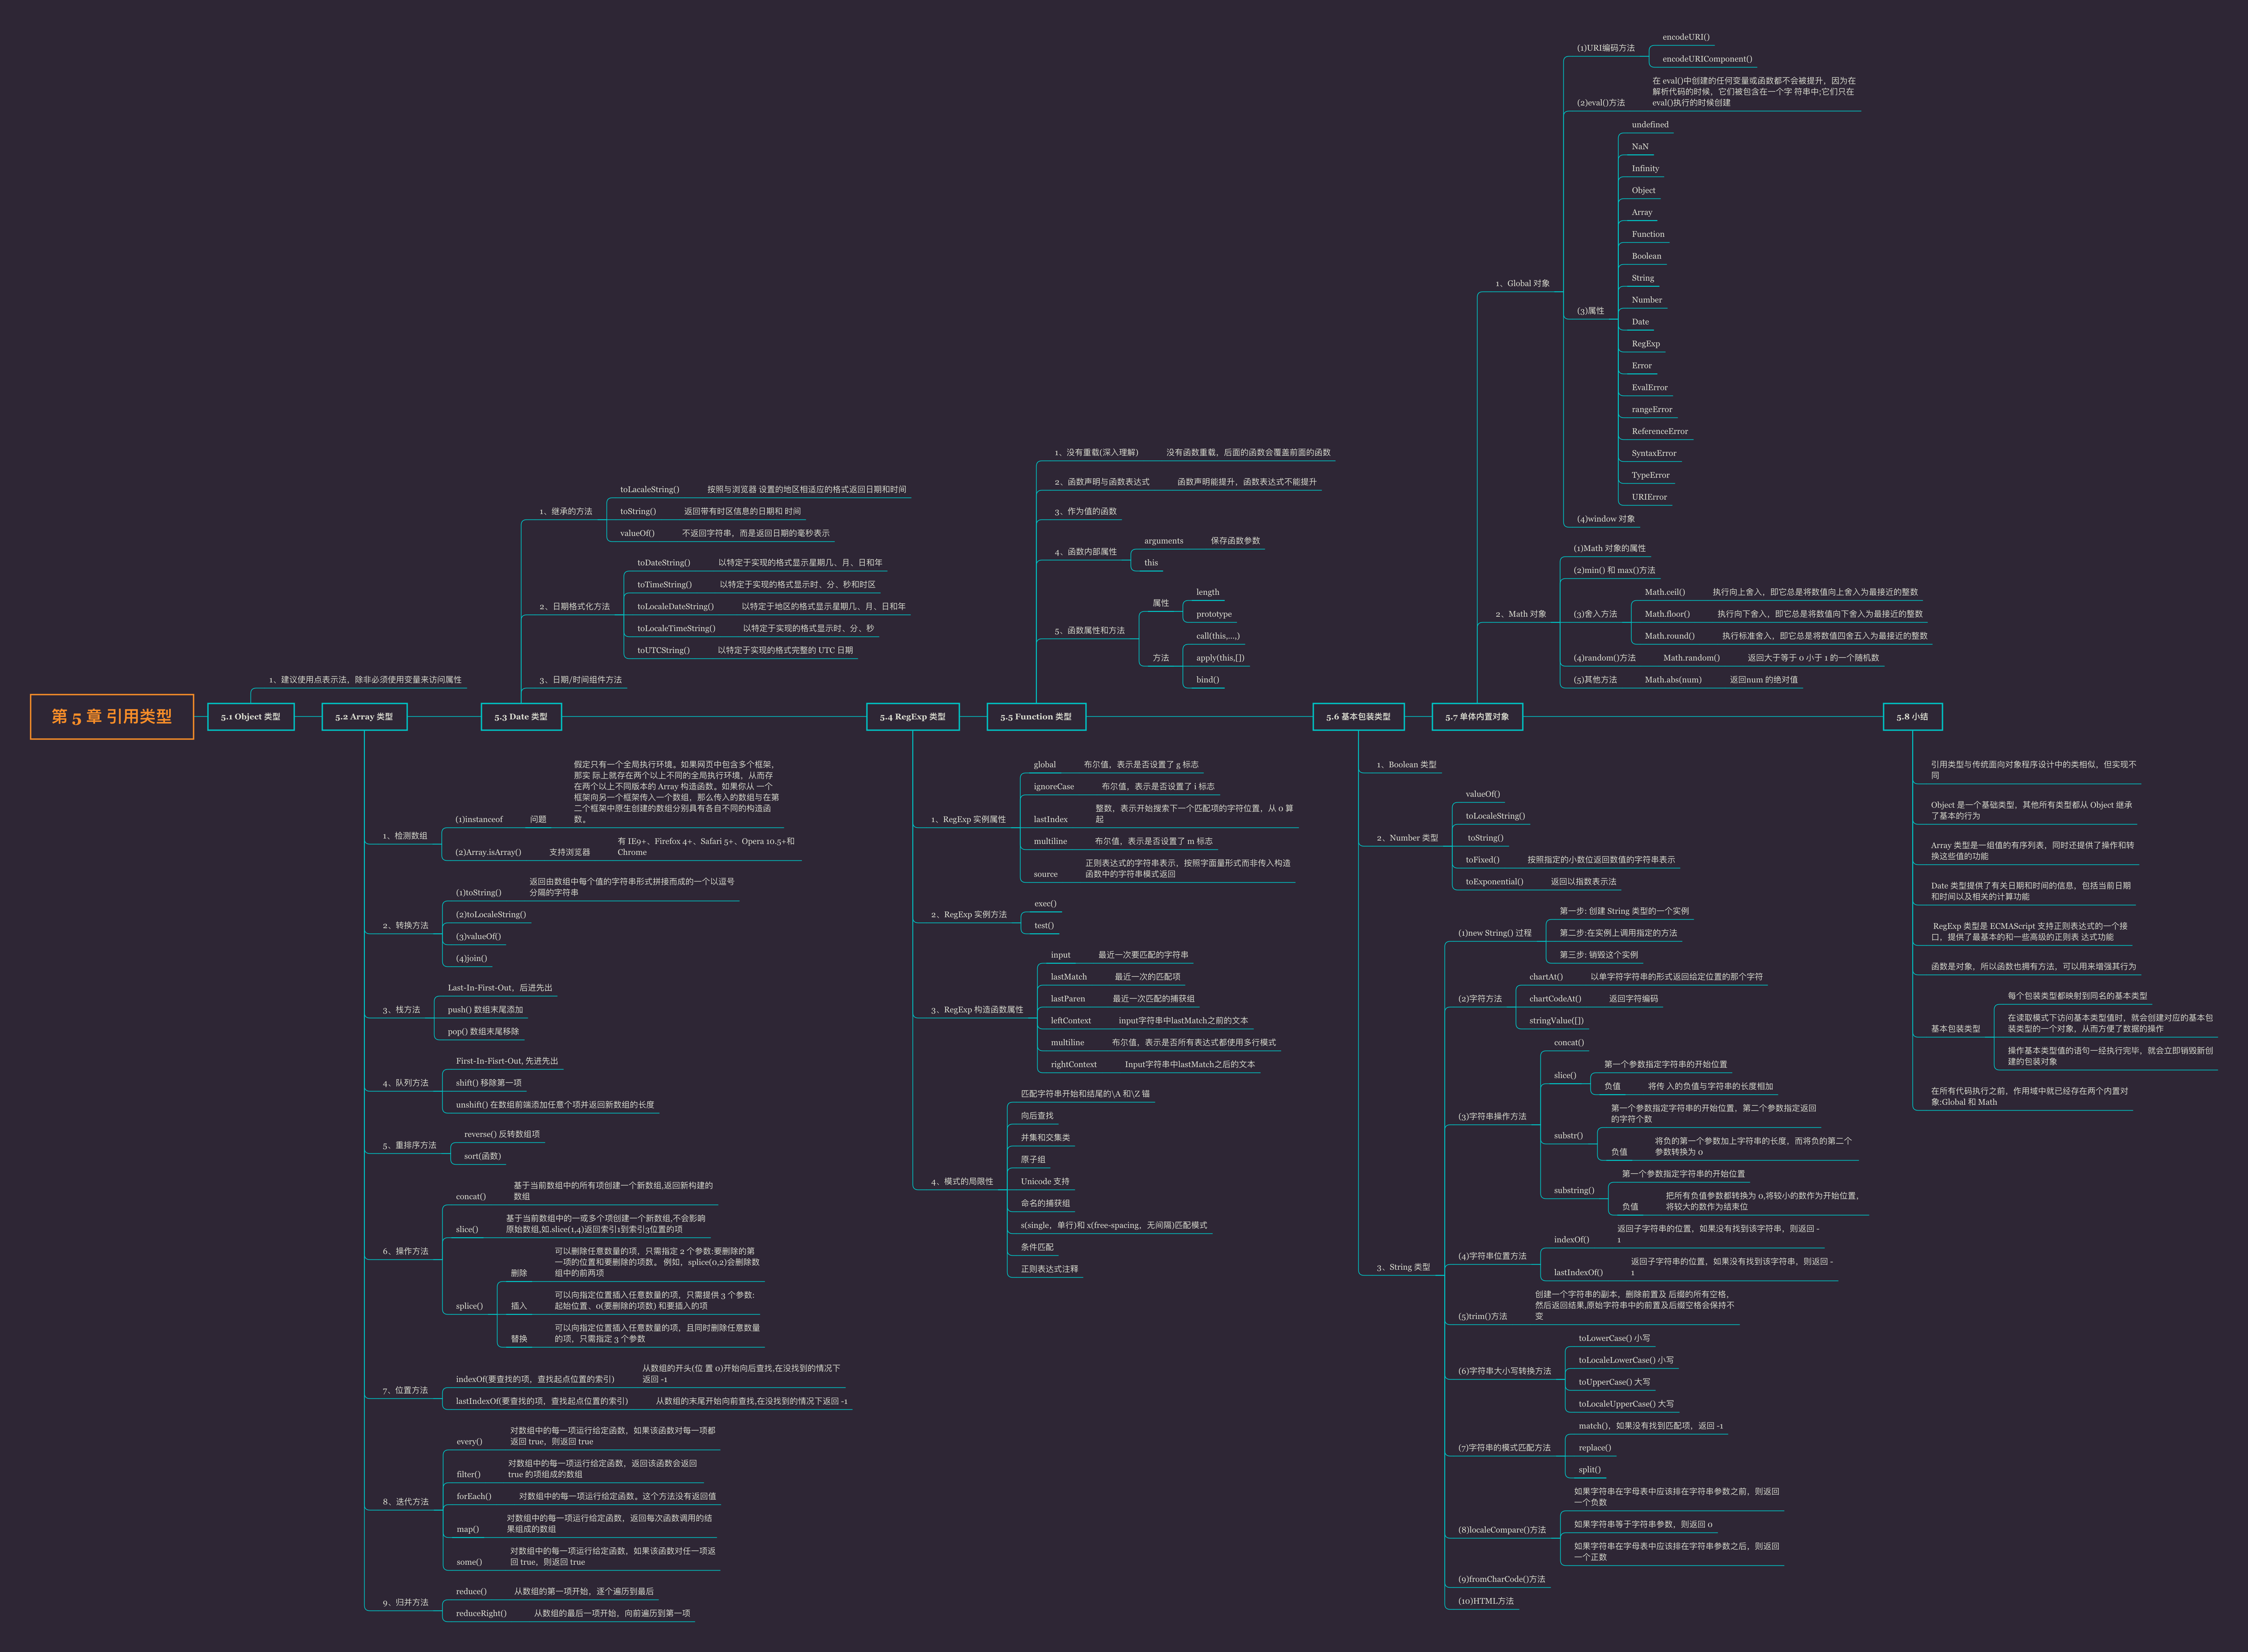 第 5 章 引用类型
5.1 Object 类型
1、建议使用点表示法，除非必须使用变量来访问属性
5.2 Array 类型
1、检测数组
(1)instanceof
问题
假定只有一个全局执行环境。如果网页中包含多个框架，
那实 际上就存在两个以上不同的全局执行环境，从而存
在两个以上不同版本的 Array 构造函数。如果你从 一个
框架向另一个框架传入一个数组，那么传入的数组与在第
二个框架中原生创建的数组分别具有各自不同的构造函
数。
(2)Array.isArray()
支持浏览器
有 IE9+、Firefox 4+、Safari 5+、Opera 10.5+和
Chrome
2、转换方法
(1)toString()
返回由数组中每个值的字符串形式拼接而成的一个以逗号
分隔的字符串
(2)toLocaleString()
(3)valueOf()
(4)join()
3、栈方法
Last-In-First-Out，后进先出
push() 数组末尾添加
pop() 数组末尾移除
4、队列方法
First-In-Fisrt-Out, 先进先出
shift() 移除第一项
unshift() 在数组前端添加任意个项并返回新数组的长度
5、重排序方法
reverse() 反转数组项
sort(函数)
6、操作方法
concat()
基于当前数组中的所有项创建一个新数组,返回新构建的
数组
slice()
基于当前数组中的一或多个项创建一个新数组,不会影响
原始数组,如.slice(1,4)返回索引1到索引3位置的项
splice()
删除
可以删除任意数量的项，只需指定 2 个参数:要删除的第
一项的位置和要删除的项数。 例如，splice(0,2)会删除数
组中的前两项
插入
可以向指定位置插入任意数量的项，只需提供 3 个参数:
起始位置、0(要删除的项数) 和要插入的项
替换
可以向指定位置插入任意数量的项，且同时删除任意数量
的项，只需指定 3 个参数
7、位置方法
indexOf(要查找的项，查找起点位置的索引)
从数组的开头(位 置 0)开始向后查找,在没找到的情况下
返回 -1
lastIndexOf(要查找的项，查找起点位置的索引)
从数组的末尾开始向前查找,在没找到的情况下返回 -1
8、迭代方法
every()
对数组中的每一项运行给定函数，如果该函数对每一项都
返回 true，则返回 true
filter()
对数组中的每一项运行给定函数，返回该函数会返回
true 的项组成的数组
forEach()
对数组中的每一项运行给定函数。这个方法没有返回值
map()
对数组中的每一项运行给定函数，返回每次函数调用的结
果组成的数组
some()
对数组中的每一项运行给定函数，如果该函数对任一项返
回 true，则返回 true
9、归并方法
reduce()
从数组的第一项开始，逐个遍历到最后
reduceRight()
从数组的最后一项开始，向前遍历到第一项
5.3 Date 类型
1、继承的方法
toLacaleString()
按照与浏览器 设置的地区相适应的格式返回日期和时间
toString()
返回带有时区信息的日期和 时间
valueOf()
不返回字符串，而是返回日期的毫秒表示
2、日期格式化方法
toDateString()
以特定于实现的格式显示星期几、月、日和年
toTimeString()
以特定于实现的格式显示时、分、秒和时区
toLocaleDateString()
以特定于地区的格式显示星期几、月、日和年
toLocaleTimeString()
以特定于实现的格式显示时、分、秒
toUTCString()
以特定于实现的格式完整的 UTC 日期
3、日期/时间组件方法
5.4 RegExp 类型
1、RegExp 实例属性
global
布尔值，表示是否设置了 g 标志
ignoreCase
布尔值，表示是否设置了 i 标志
lastIndex
整数，表示开始搜索下一个匹配项的字符位置，从 0 算
起
multiline
布尔值，表示是否设置了 m 标志
source
正则表达式的字符串表示，按照字面量形式而非传入构造
函数中的字符串模式返回
2、RegExp 实例方法
exec()
test()
3、RegExp 构造函数属性
input
最近一次要匹配的字符串
lastMatch
最近一次的匹配项
lastParen
最近一次匹配的捕获组
leftContext
input字符串中lastMatch之前的文本
multiline
布尔值，表示是否所有表达式都使用多行模式
rightContext
Input字符串中lastMatch之后的文本
4、模式的局限性
匹配字符串开始和结尾的\A 和\Z 锚
向后查找
并集和交集类
原子组
Unicode 支持
命名的捕获组
s(single，单行)和 x(free-spacing，无间隔)匹配模式
条件匹配
正则表达式注释
5.5 Function 类型
1、没有重载(深入理解)
没有函数重载，后面的函数会覆盖前面的函数
2、函数声明与函数表达式
函数声明能提升，函数表达式不能提升
3、作为值的函数
4、函数内部属性
arguments
保存函数参数
this
5、函数属性和方法
属性
length
prototype
方法
call(this,...,)
apply(this,[])
bind()
5.6 基本包装类型
1、Boolean 类型
2、Number 类型
valueOf()
toLocaleString()
toString()
toFixed()
按照指定的小数位返回数值的字符串表示
toExponential()
返回以指数表示法
3、String 类型
(1)new String() 过程
第一步: 创建 String 类型的一个实例
第二步:在实例上调用指定的方法
第三步: 销毁这个实例
(2)字符方法
chartAt()
以单字符字符串的形式返回给定位置的那个字符
chartCodeAt()
返回字符编码
stringValue([])
(3)字符串操作方法
concat()
slice()
第一个参数指定字符串的开始位置
负值
将传 入的负值与字符串的长度相加
substr()
第一个参数指定字符串的开始位置，第二个参数指定返回
的字符个数
负值
将负的第一个参数加上字符串的长度，而将负的第二个
参数转换为 0
substring()
第一个参数指定字符串的开始位置
负值
把所有负值参数都转换为 0,将较小的数作为开始位置，
将较大的数作为结束位
(4)字符串位置方法
indexOf()
返回子字符串的位置，如果没有找到该字符串，则返回 -
1
lastIndexOf()
返回子字符串的位置，如果没有找到该字符串，则返回 -
1
(5)trim()方法
创建一个字符串的副本，删除前置及 后缀的所有空格，
然后返回结果,原始字符串中的前置及后缀空格会保持不
变
(6)字符串大小写转换方法
toLowerCase() 小写
toLocaleLowerCase() 小写
toUpperCase() 大写
toLocaleUpperCase() 大写
(7)字符串的模式匹配方法
match()，如果没有找到匹配项，返回 -1
replace()
split()
(8)localeCompare()方法
如果字符串在字母表中应该排在字符串参数之前，则返回
一个负数
如果字符串等于字符串参数，则返回 0
如果字符串在字母表中应该排在字符串参数之后，则返回
一个正数
(9)fromCharCode()方法
(10)HTML方法
5.7 单体内置对象
1、Global 对象
(1)URI编码方法
encodeURI()
encodeURIComponent()
(2)eval()方法
在 eval()中创建的任何变量或函数都不会被提升，因为在
解析代码的时候，它们被包含在一个字 符串中;它们只在
eval()执行的时候创建
(3)属性
undefined
NaN
Infinity
Object
Array
Function
Boolean
String
Number
Date
RegExp
Error
EvalError
rangeError
ReferenceError
SyntaxError
TypeError
URIError
(4)window 对象
2、Math 对象
(1)Math 对象的属性
(2)min() 和 max()方法
(3)舍入方法
Math.ceil()
执行向上舍入，即它总是将数值向上舍入为最接近的整数
Math.floor()
执行向下舍入，即它总是将数值向下舍入为最接近的整数
Math.round()
执行标准舍入，即它总是将数值四舍五入为最接近的整数
(4)random()方法
Math.random()
返回大于等于 0 小于 1 的一个随机数
(5)其他方法
Math.abs(num)
返回num 的绝对值
5.8 小结
引用类型与传统面向对象程序设计中的类相似，但实现不
同
Object 是一个基础类型，其他所有类型都从 Object 继承
了基本的行为
Array 类型是一组值的有序列表，同时还提供了操作和转
换这些值的功能
Date 类型提供了有关日期和时间的信息，包括当前日期
和时间以及相关的计算功能
RegExp 类型是 ECMAScript 支持正则表达式的一个接
口，提供了最基本的和一些高级的正则表 达式功能
函数是对象，所以函数也拥有方法，可以用来增强其行为
基本包装类型
每个包装类型都映射到同名的基本类型
在读取模式下访问基本类型值时，就会创建对应的基本包
装类型的一个对象，从而方便了数据的操作
操作基本类型值的语句一经执行完毕，就会立即销毁新创
建的包装对象
在所有代码执行之前，作用域中就已经存在两个内置对
象:Global 和 Math